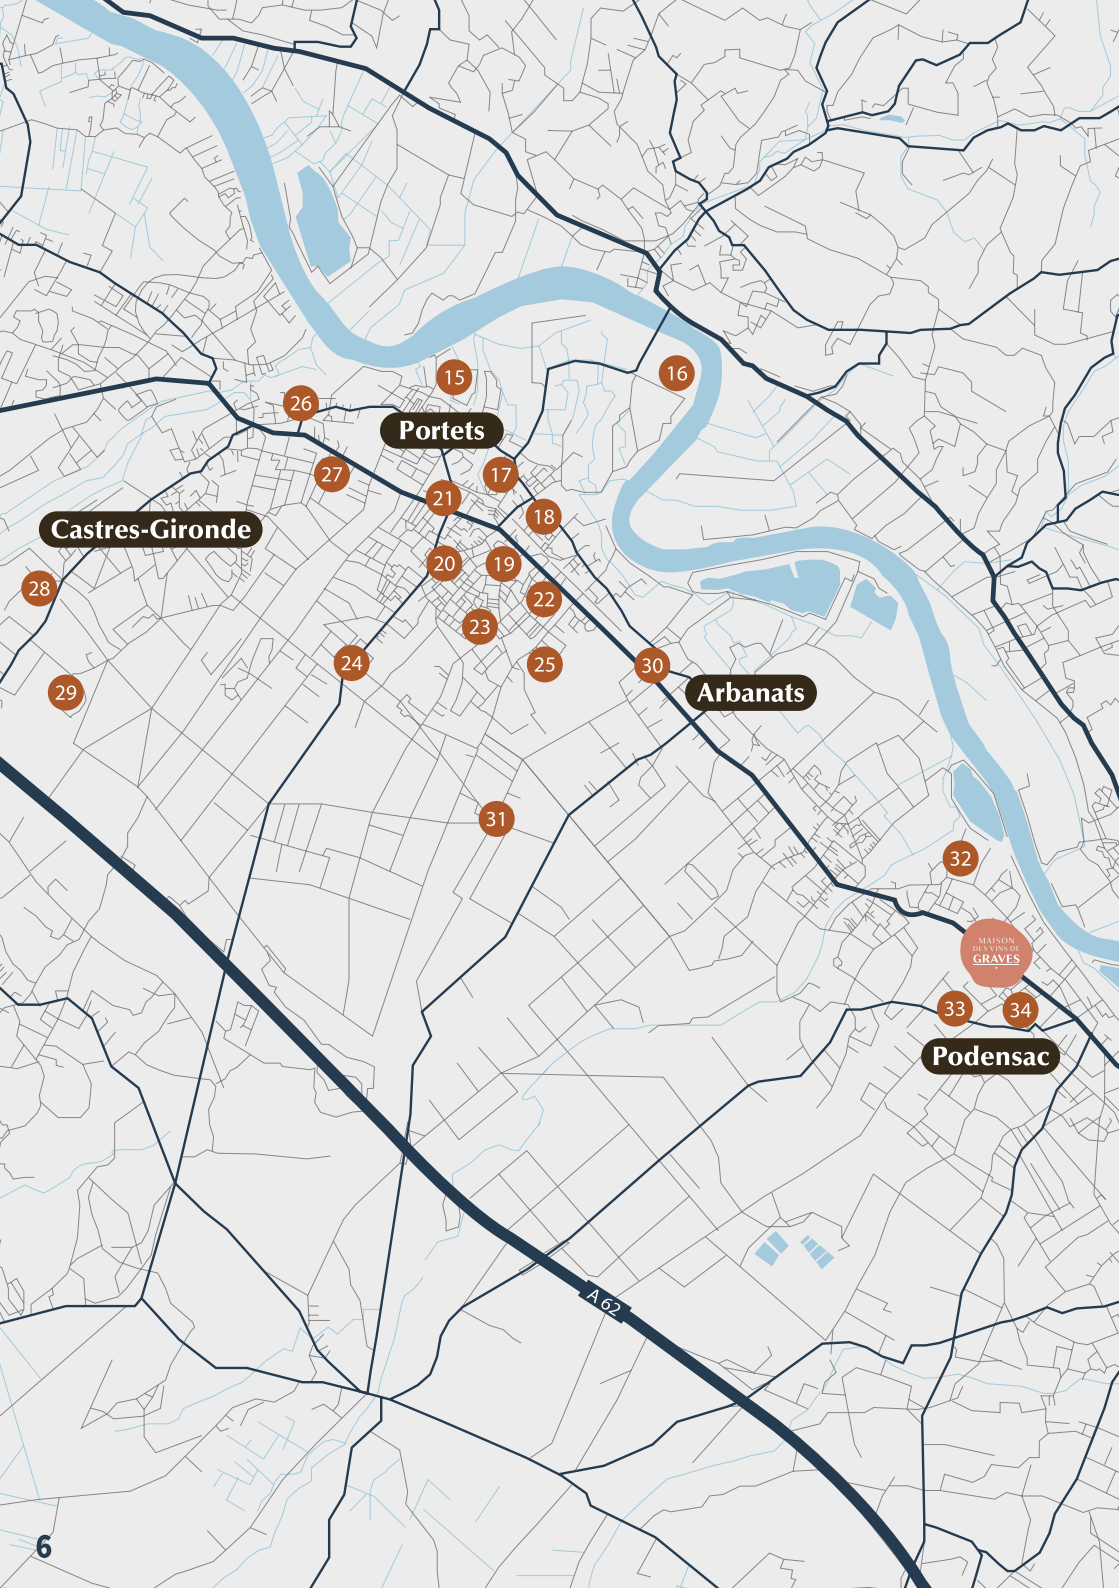 15
16
26
Portets
27
17
21
18
Castres-Gironde
20
19
28
22
23
24
25
30
29
Arbanats
31
32
MAISON
DES VINS DE
GRAVES
33
34
Podensac
A 62
6